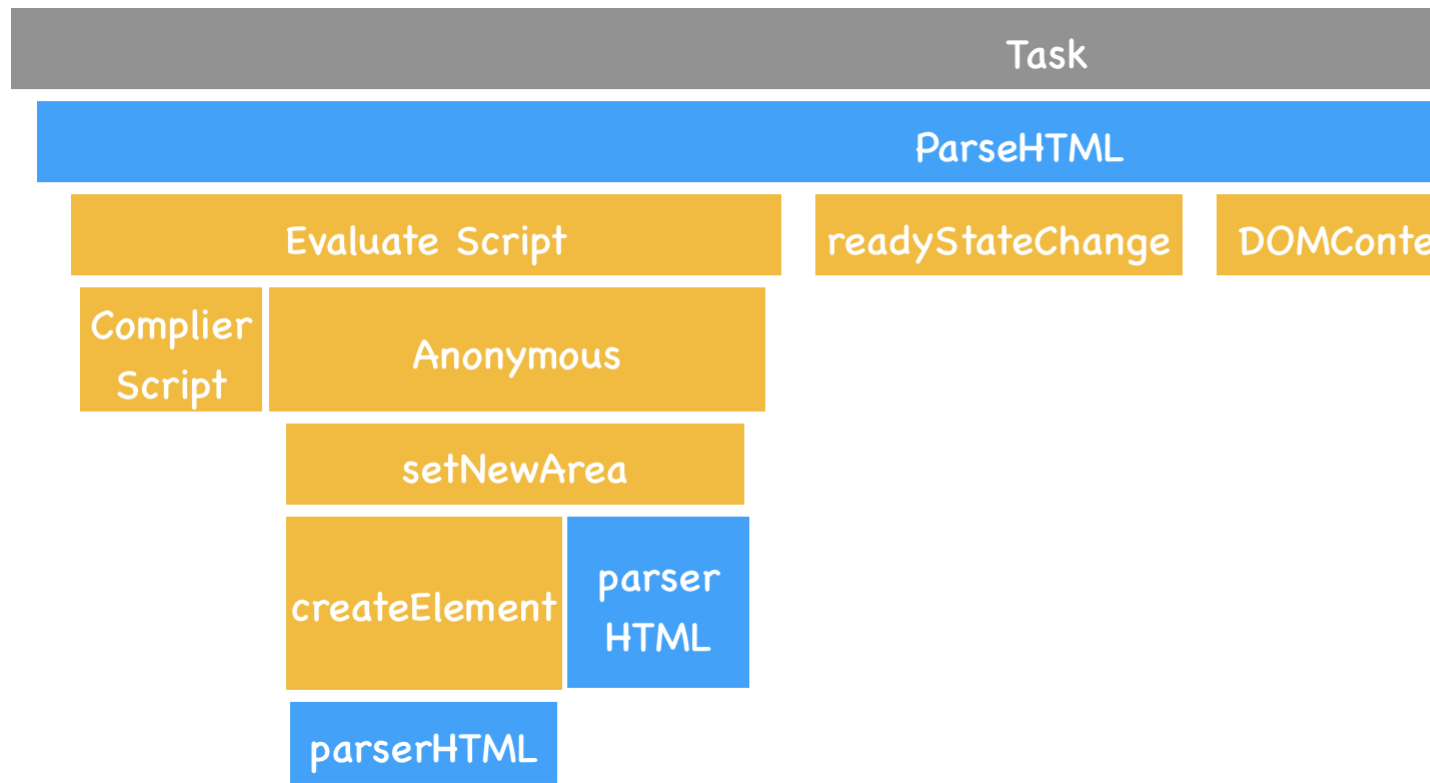 Task
ParseHTML
Evaluate Script
readyStateChange
DOMConte
Complier
Script
Anonymous
setNewArea
createElement
parser
HTML
parserHTML